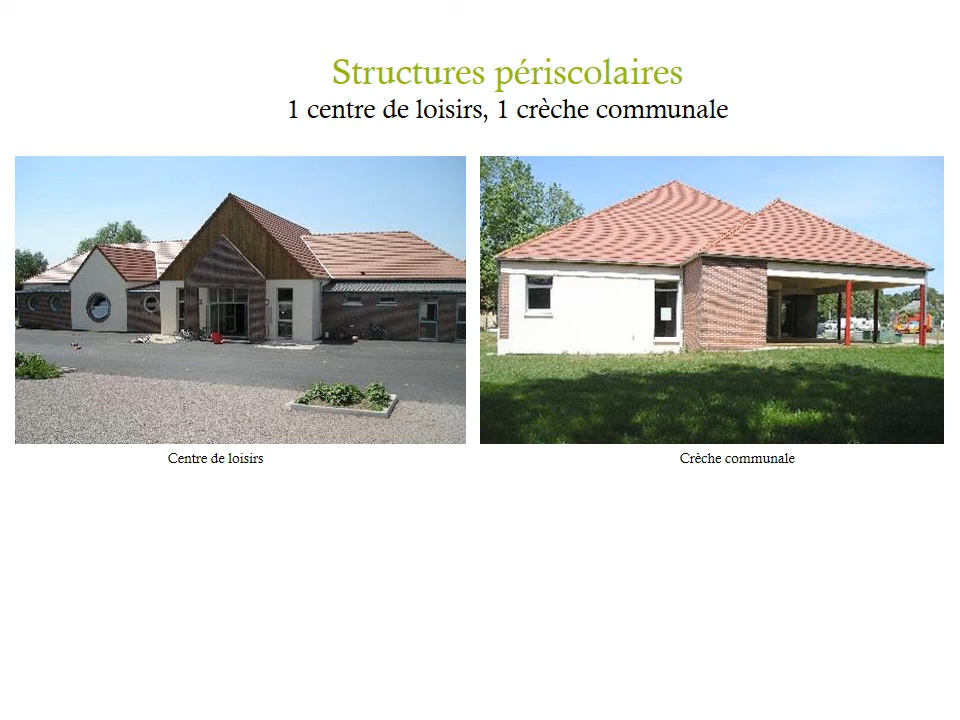 Structures périscolaires
1 centre de loisirs, 1 crèche communale
Centre de loisirs
Crèche communale